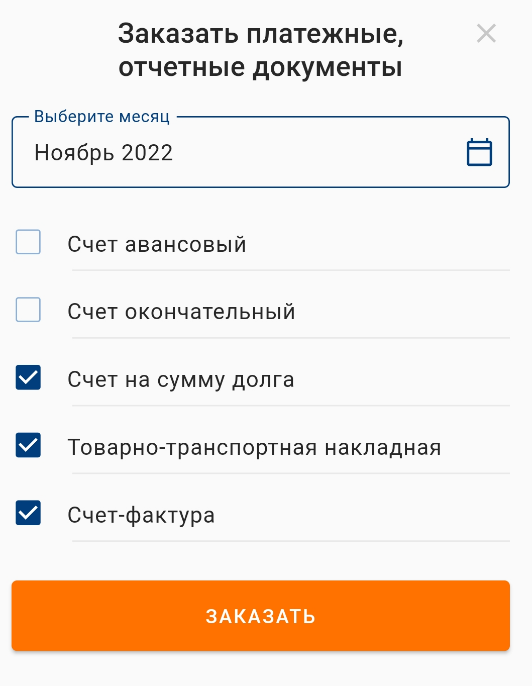 Заказать платежные,
отчетные документы
Выберите месяц
Ноябрь 2022
Счет авансовый
Счет окончательный
Счет на сумму долга
Товарно-транспортная накладная
Счет-фактура
ЗАКАЗАТЬ